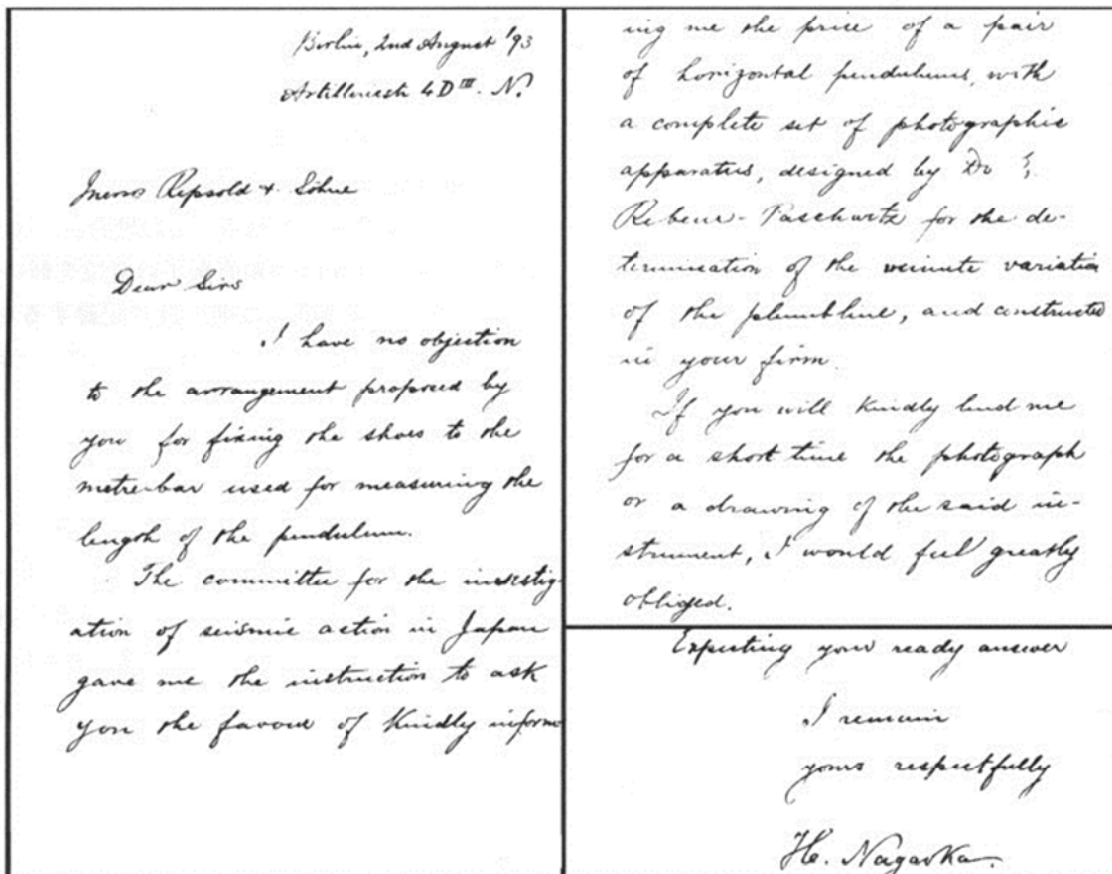 Berlin, 2nd August '93
Artilleriestr 4D III. N.
Messrs Repsold & Söhne
Dear Sirs
I have no objection
to the arrangement proposed by
you for fixing the shoes to the
metrebar used for measuring the
length of the pendulum.
The committee for the investig
ation of seismic action in Japan
gave me the instruction to ask
you the favour of kindly inform
ing me the price of a pair
of horizontal pendulums, with
a complete set of photographic
apparatus, designed by Dr
Rebeur-Paschwitz for the de-
termination of the minute variation
of the plumbline, and constructed
in your firm.
If you will kindly lend me
for a short time the photograph
or a drawing of the said in-
strument, I would feel greatly
obliged.
Expecting your ready answer
I remain
yours respectfully
H. Nagaoka